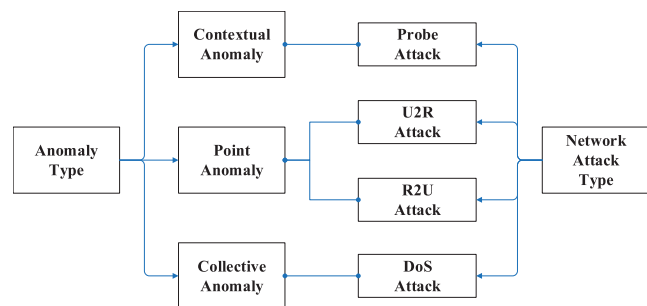 Contextual
Anomaly
Probe
Attack
Anomaly
Type
Point
Anomaly
U2R
Attack
R2U
Attack
Network
Attack
Type
Collective
Anomaly
DoS
Attack